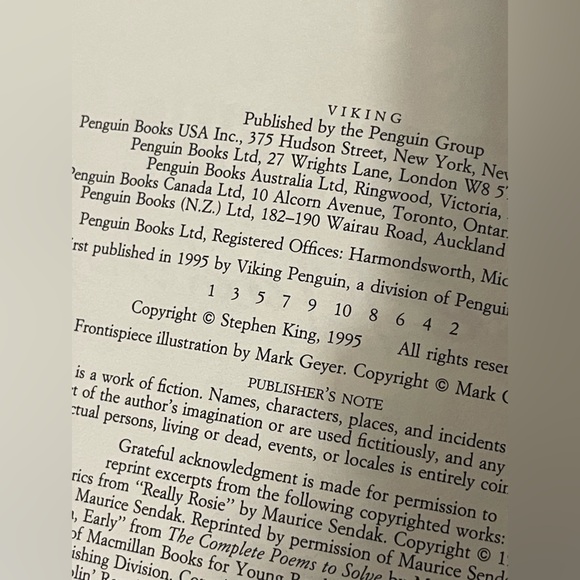 VIKING
Published by the Penguin Group
Penguin Books USA Inc., 375 Hudson Street, New York,
Penguin Books Ltd, 27 Wrights Lane, London W8
Penguin Books Australia Ltd, Ringwood, Victoria,
Penguin Books Canada Ltd, 10 Alcorn Avenue, Toronto,
Penguin Books (N.Z.) Ltd, 182–190 Wairau Road, Auckland
Penguin Books Ltd, Registered Offices: Harmondsworth,
published in 1995 by Viking Penguin, a division of
1 3 5 7 9 10 8 6 4 2
Copyright © Stephen King, 1995
All rights
Frontispiece illustration by Mark Geyer. Copyright © Mark
PUBLISHER'S NOTE
is a work of fiction. Names, characters, places, and incidents
of the author's imagination or are used fictitiously, and any
persons, living or dead, events, or locales is entirely
Grateful acknowledgment is made for permission to
reprint excerpts from the following copyrighted works:
from "Really Rosie" by Maurice Sendak. Copyright ©
Maurice Sendak. Reprinted by permission of Maurice
Early" from The Complete Poems to Solve
of Macmillan Books for Young
Division.